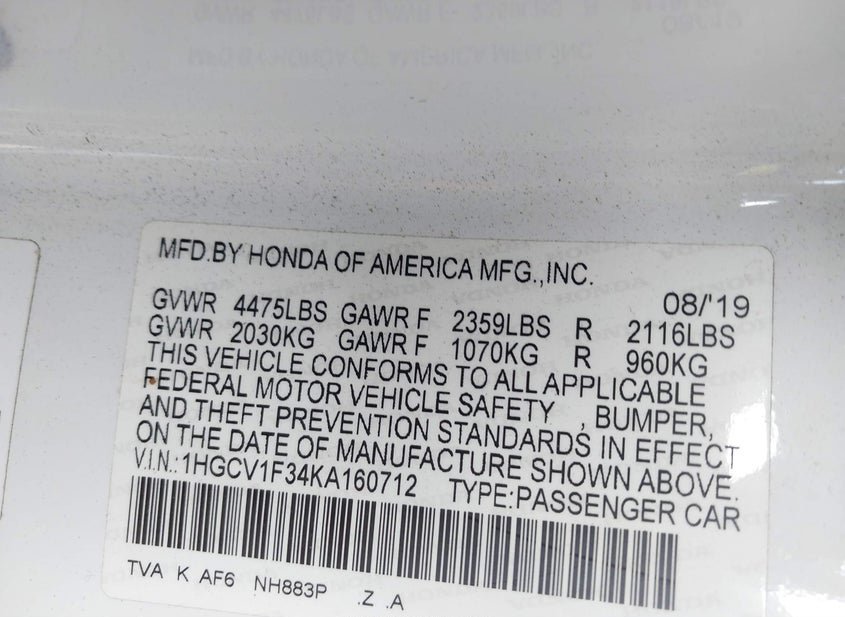 MFD.BY HONDA OF AMERICA MFG.,INC.
08/'19
GVWR 4475LBS GAWR F 2359LBS R 2116LBS
GVWR 2030KG GAWR F 1070KG R 960KG
THIS VEHICLE CONFORMS TO ALL APPLICABLE
FEDERAL MOTOR VEHICLE SAFETY , BUMPER,
AND THEFT PREVENTION STANDARDS IN EFFECT
ON THE DATE OF MANUFACTURE SHOWN ABOVE.
V.I.N.:1HGCV1F34KA160712 TYPE:PASSENGER CAR
TVA K AF6 NH883P .Z .A